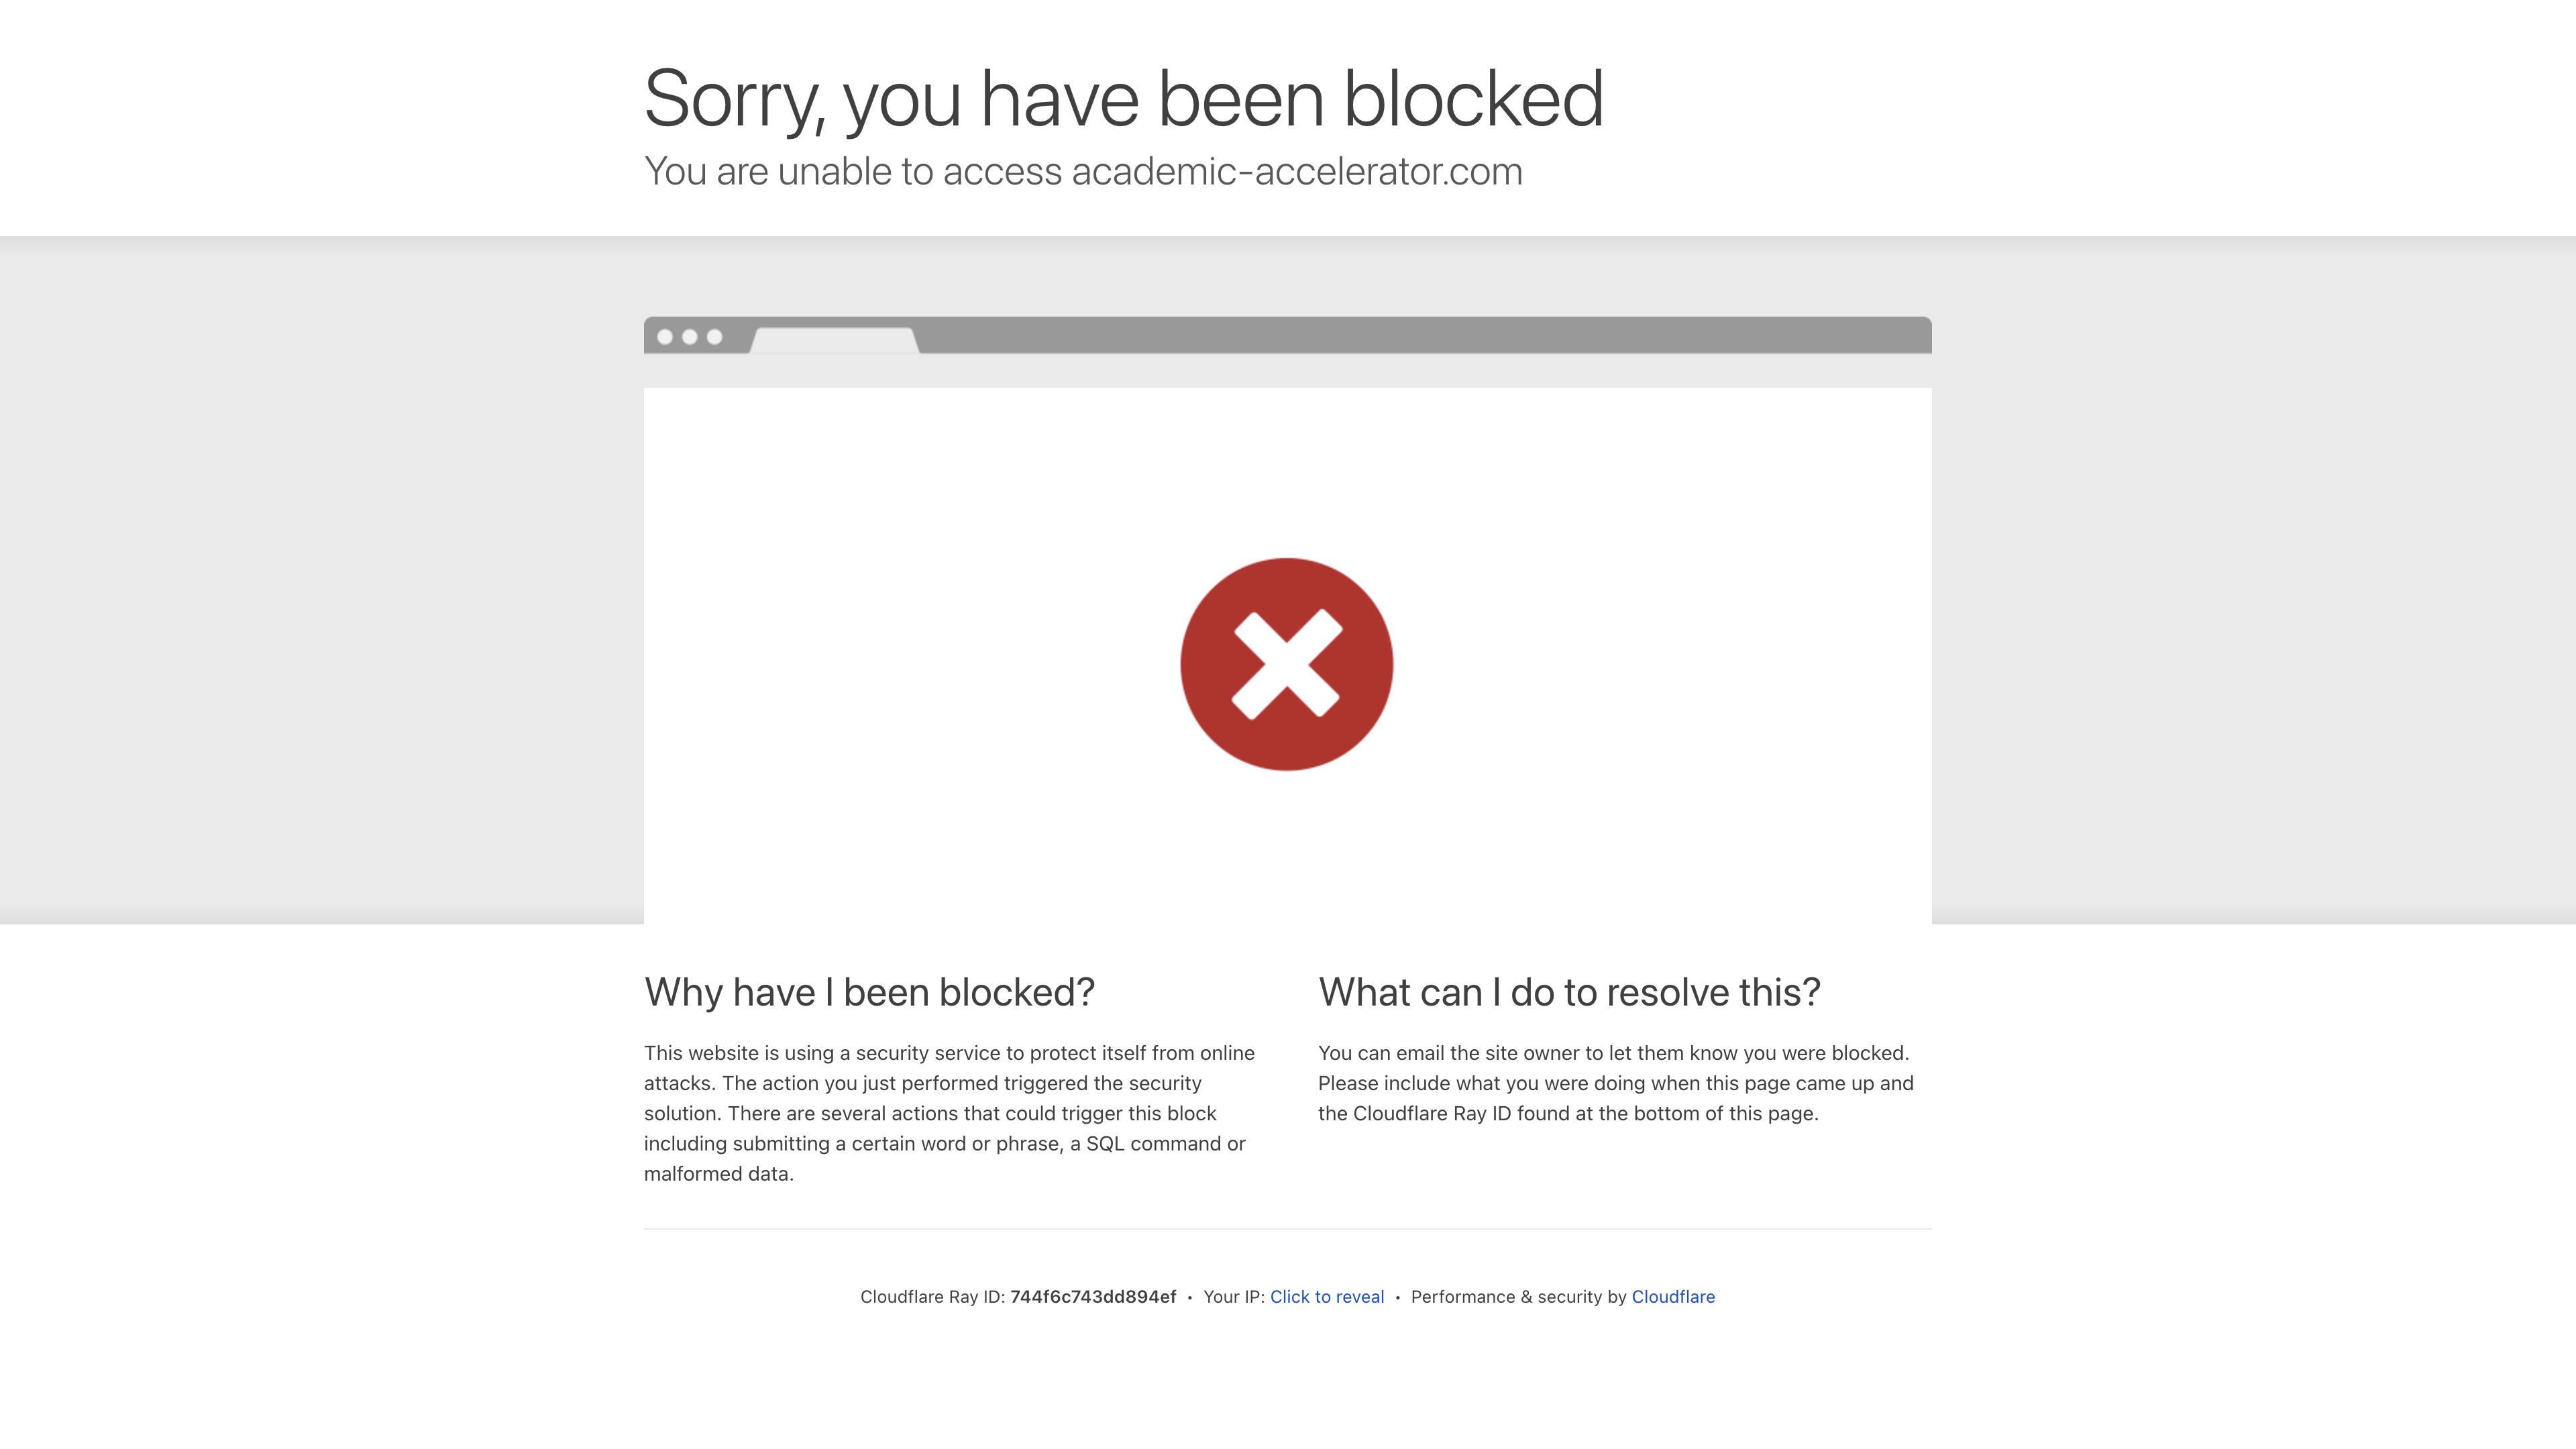 Sorry, you have been blocked
You are unable to access academic-accelerator.com
Why have I been blocked?
This website is using a security service to protect itself from online
attacks. The action you just performed triggered the security
solution. There are several actions that could trigger this block
including submitting a certain word or phrase, a SQL command or
malformed data.
What can I do to resolve this?
You can email the site owner to let them know you were blocked.
Please include what you were doing when this page came up and
the Cloudflare Ray ID found at the bottom of this page.
Cloudflare Ray ID: 744f6c743dd894ef • Your IP: Click to reveal • Performance & security by Cloudflare